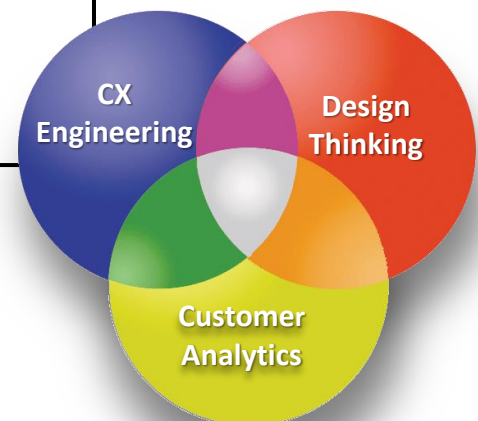 CX
Engineering
Design
Thinking
Customer
Analytics